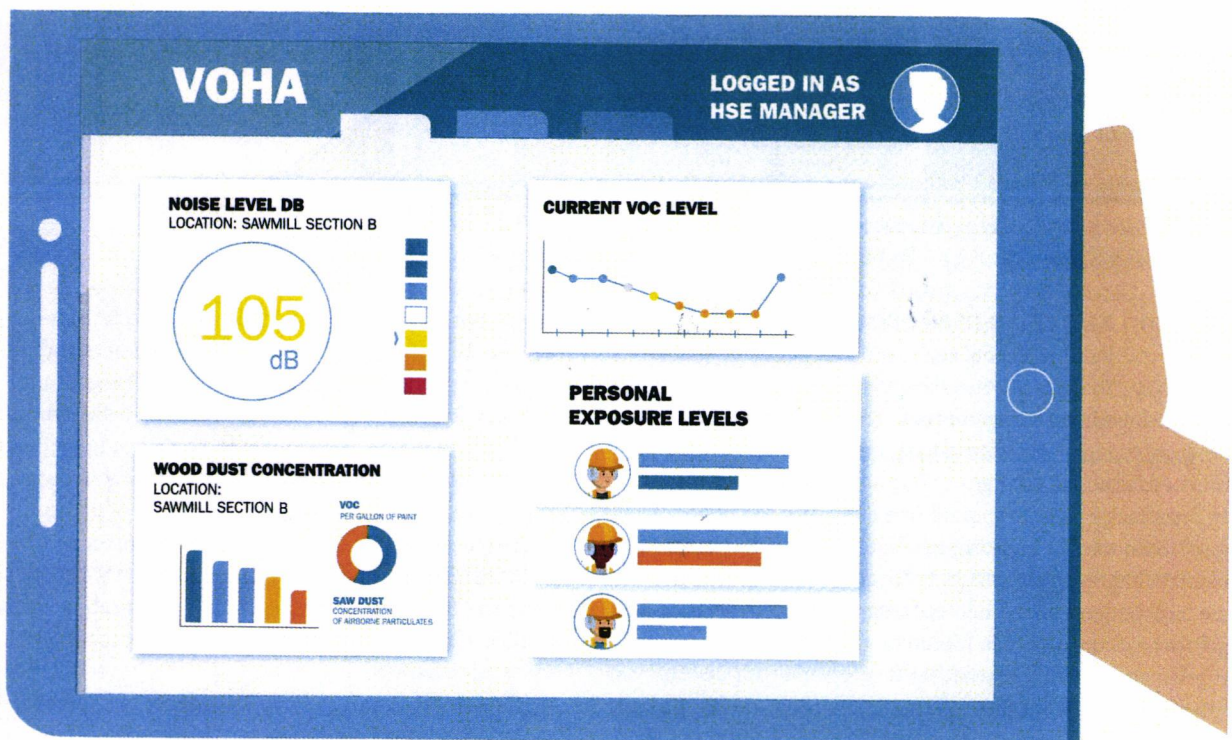 VOHA
LOGGED IN AS
HSE MANAGER
NOISE LEVEL DB
LOCATION: SAWMILL SECTION B
105
dB
CURRENT VOC LEVEL
PERSONAL
EXPOSURE LEVELS
WOOD DUST CONCENTRATION
LOCATION:
SAWMILL SECTION B
VOC
PER GALLON OF PAINT
SAW DUST
CONCENTRATION
OF AIRBORNE PARTICULATES